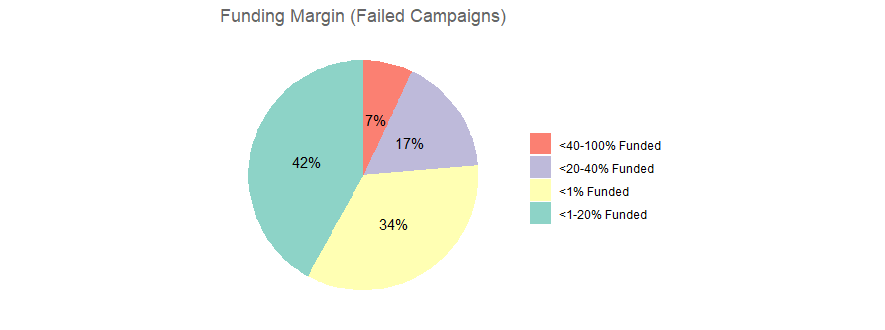 Funding Margin (Failed Campaigns)
7%
17%
42%
34%
<40-100% Funded
<20-40% Funded
<1% Funded
<1-20% Funded